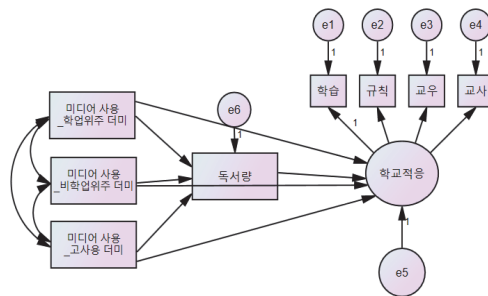 e1 e2 e3 e4
1 1 1 1
학습 규칙 교우 교사
1
미디어 사용
_학업위주 더미
e6
1
미디어 사용
_비학업위주 더미
독서량
학교적응
미디어 사용
_고사용 더미
1
e5